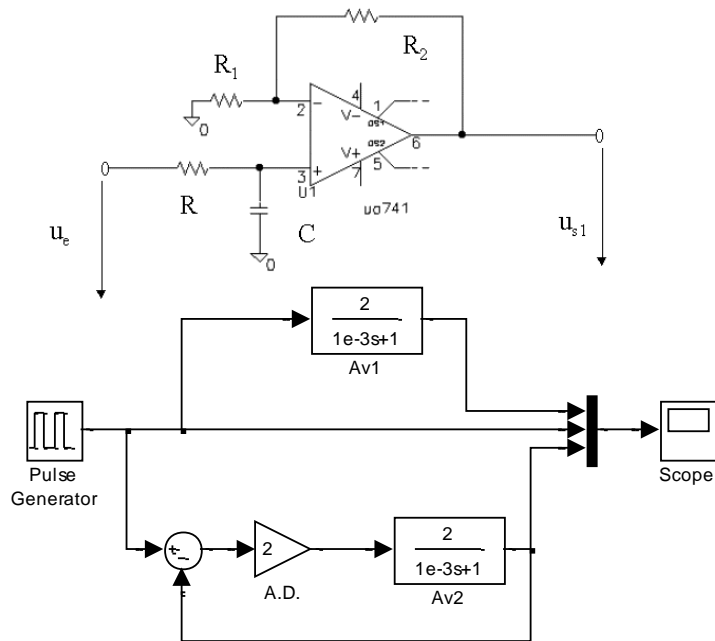 R2
R1
4
1
2
-
V-
os1
6
os2
V+
3
+
5
7
U1
0
R
ua741
ue
C
us1
0
2
1e-3s+1
Av1
Pulse
Generator
Scope
+
-
2
2
1e-3s+1
A.D.
Av2